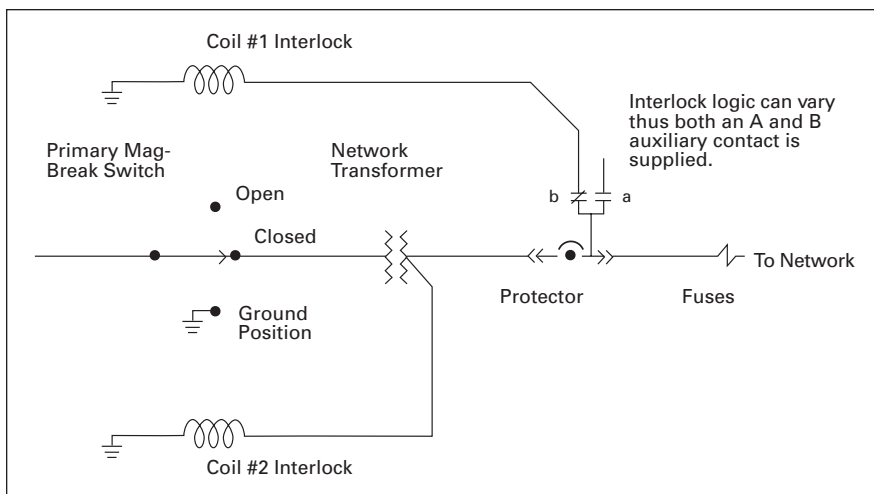 Coil #1 Interlock
Interlock logic can vary
thus both an A and B
auxiliary contact is
supplied.
Primary Mag-
Break Switch
Network
Transformer
Open
b
a
Closed
To Network
Protector
Fuses
Ground
Position
Coil #2 Interlock